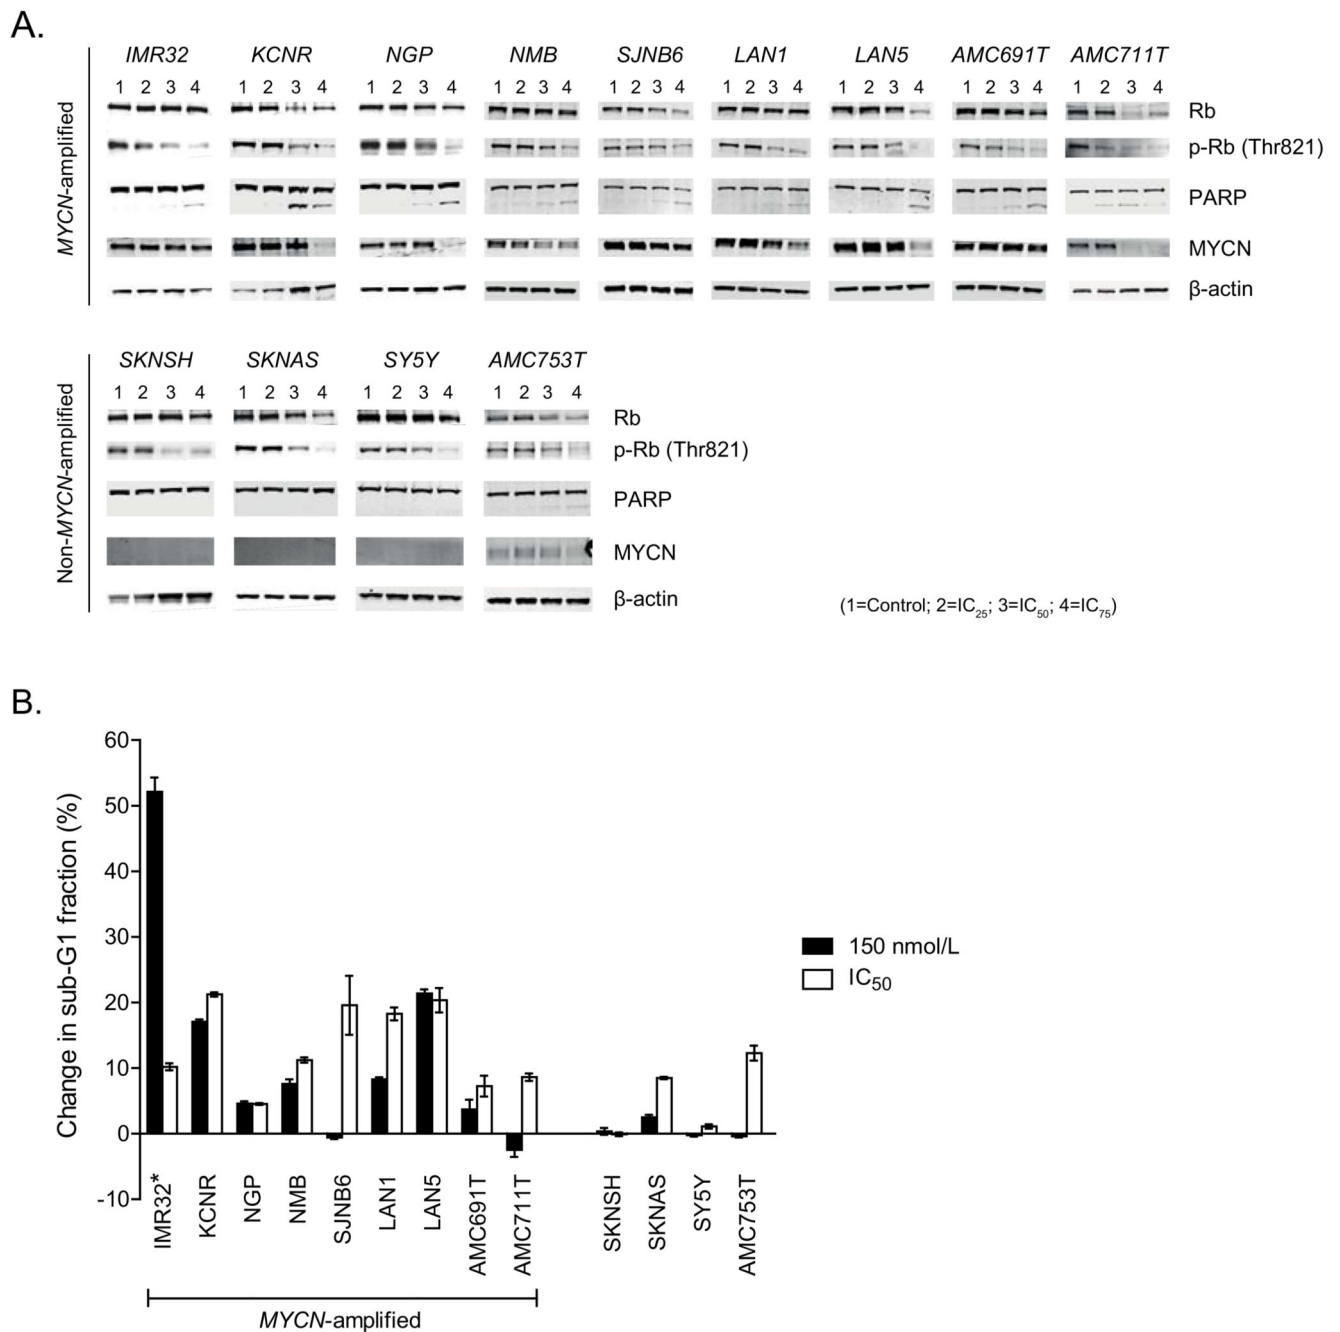 A.
IMR32 KCNR NGP NMB SJNB6 LAN1 LAN5 AMC691T AMC711T
1 2 3 4 1 2 3 4 1 2 3 4 1 2 3 4 1 2 3 4 1 2 3 4 1 2 3 4 1 2 3 4 1 2 3 4
MYCN-amplified
Rb
p-Rb (Thr821)
PARP
MYCN
β-actin
SKNSH SKNAS SY5Y AMC753T
1 2 3 4 1 2 3 4 1 2 3 4 1 2 3 4
Non-MYCN-amplified
Rb
p-Rb (Thr821)
PARP
MYCN
β-actin
(1=Control; 2=IC25; 3=IC50; 4=IC75)
B.
Change in sub-G1 fraction (%)
60
50
40
30
20
10
0
-10
150 nmol/L
IC50
IMR32* KCNR NGP NMB SJNB6 LAN1 LAN5 AMC691T AMC711T SKNSH SKNAS SY5Y AMC753T
MYCN-amplified